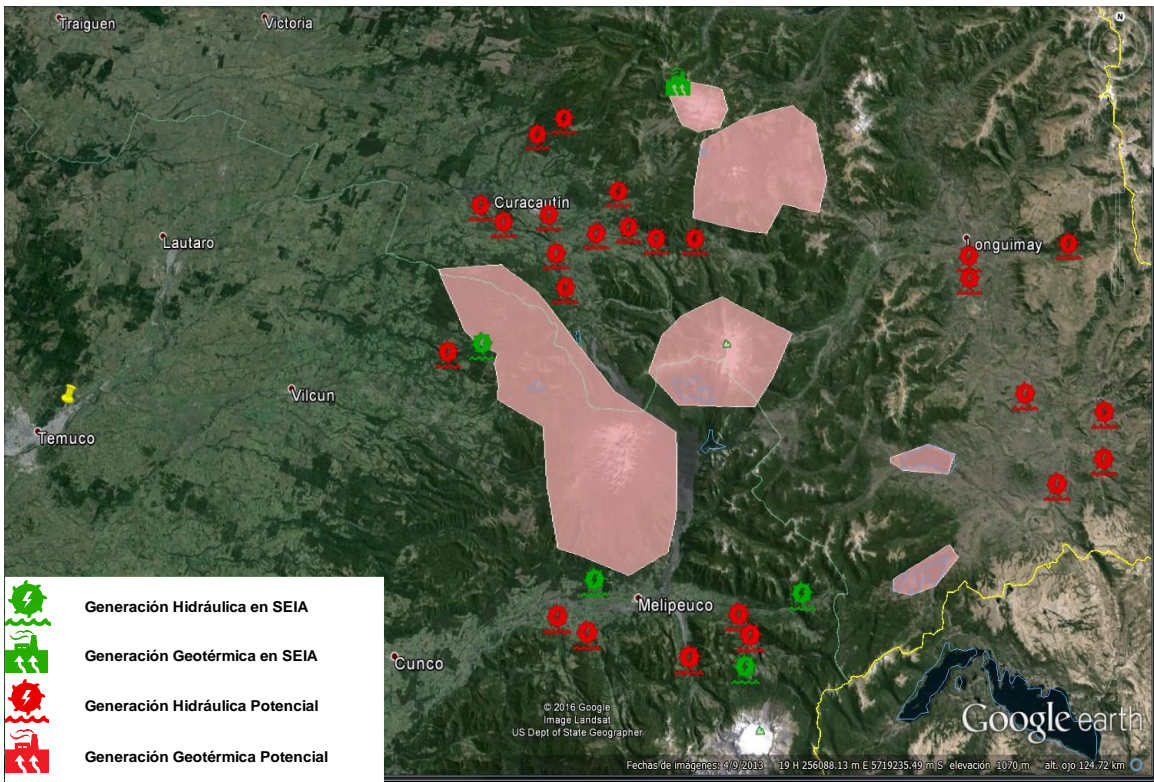 Traiguen
Victoria
N
Curacautín
Lautaro
Longuimay
Vilcun
Temuco
Melipeuco
Cunco
Generación Hidráulica en SEIA
Generación Geotérmica en SEIA
Generación Hidráulica Potencial
Generación Geotérmica Potencial
© 2016 Google
Image Landsat
US Dept of State Geographer
Google earth
Fechas de imágenes: 4/9/2013 19 H 256088.13 m E 5719235.49 m S elevación 1070 m alt. ojo 124.72 km